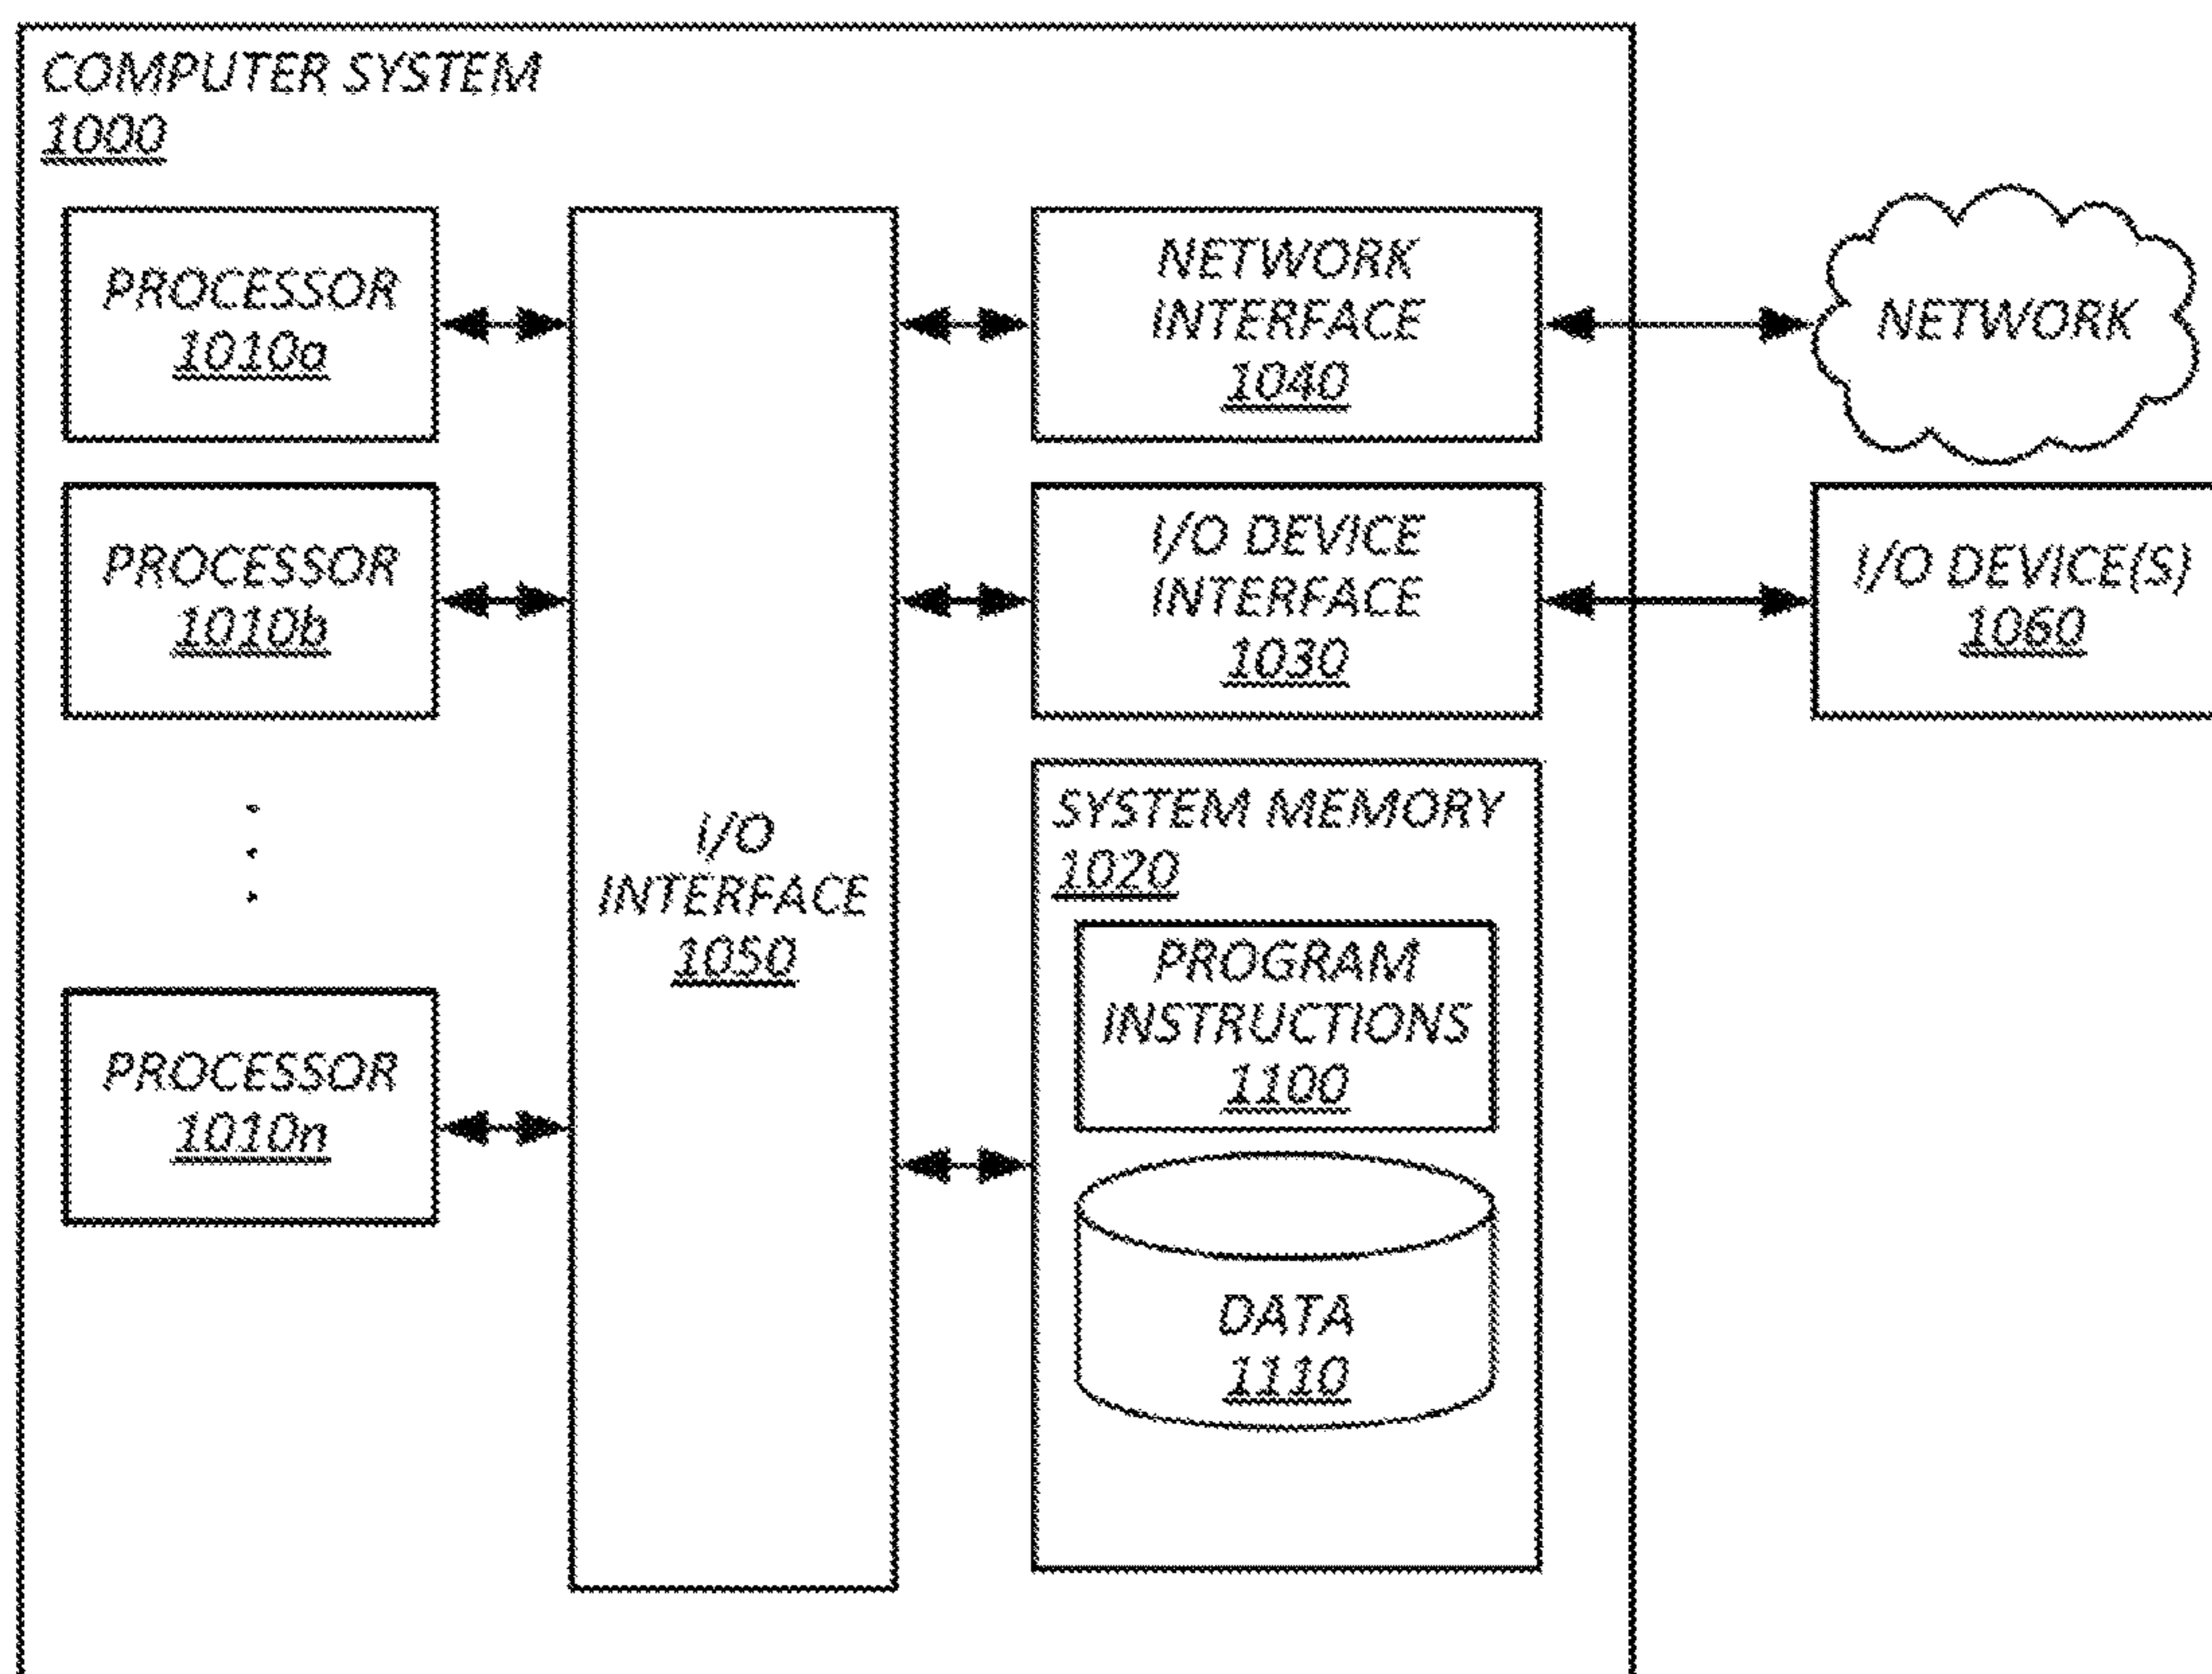 COMPUTER SYSTEM
1000
PROCESSOR
1010a
PROCESSOR
1010b
PROCESSOR
1010n
I/O
INTERFACE
1050
NETWORK
INTERFACE
1040
I/O DEVICE
INTERFACE
1030
SYSTEM MEMORY
1020
PROGRAM
INSTRUCTIONS
1100
DATA
1110
NETWORK
I/O DEVICE(S)
1060